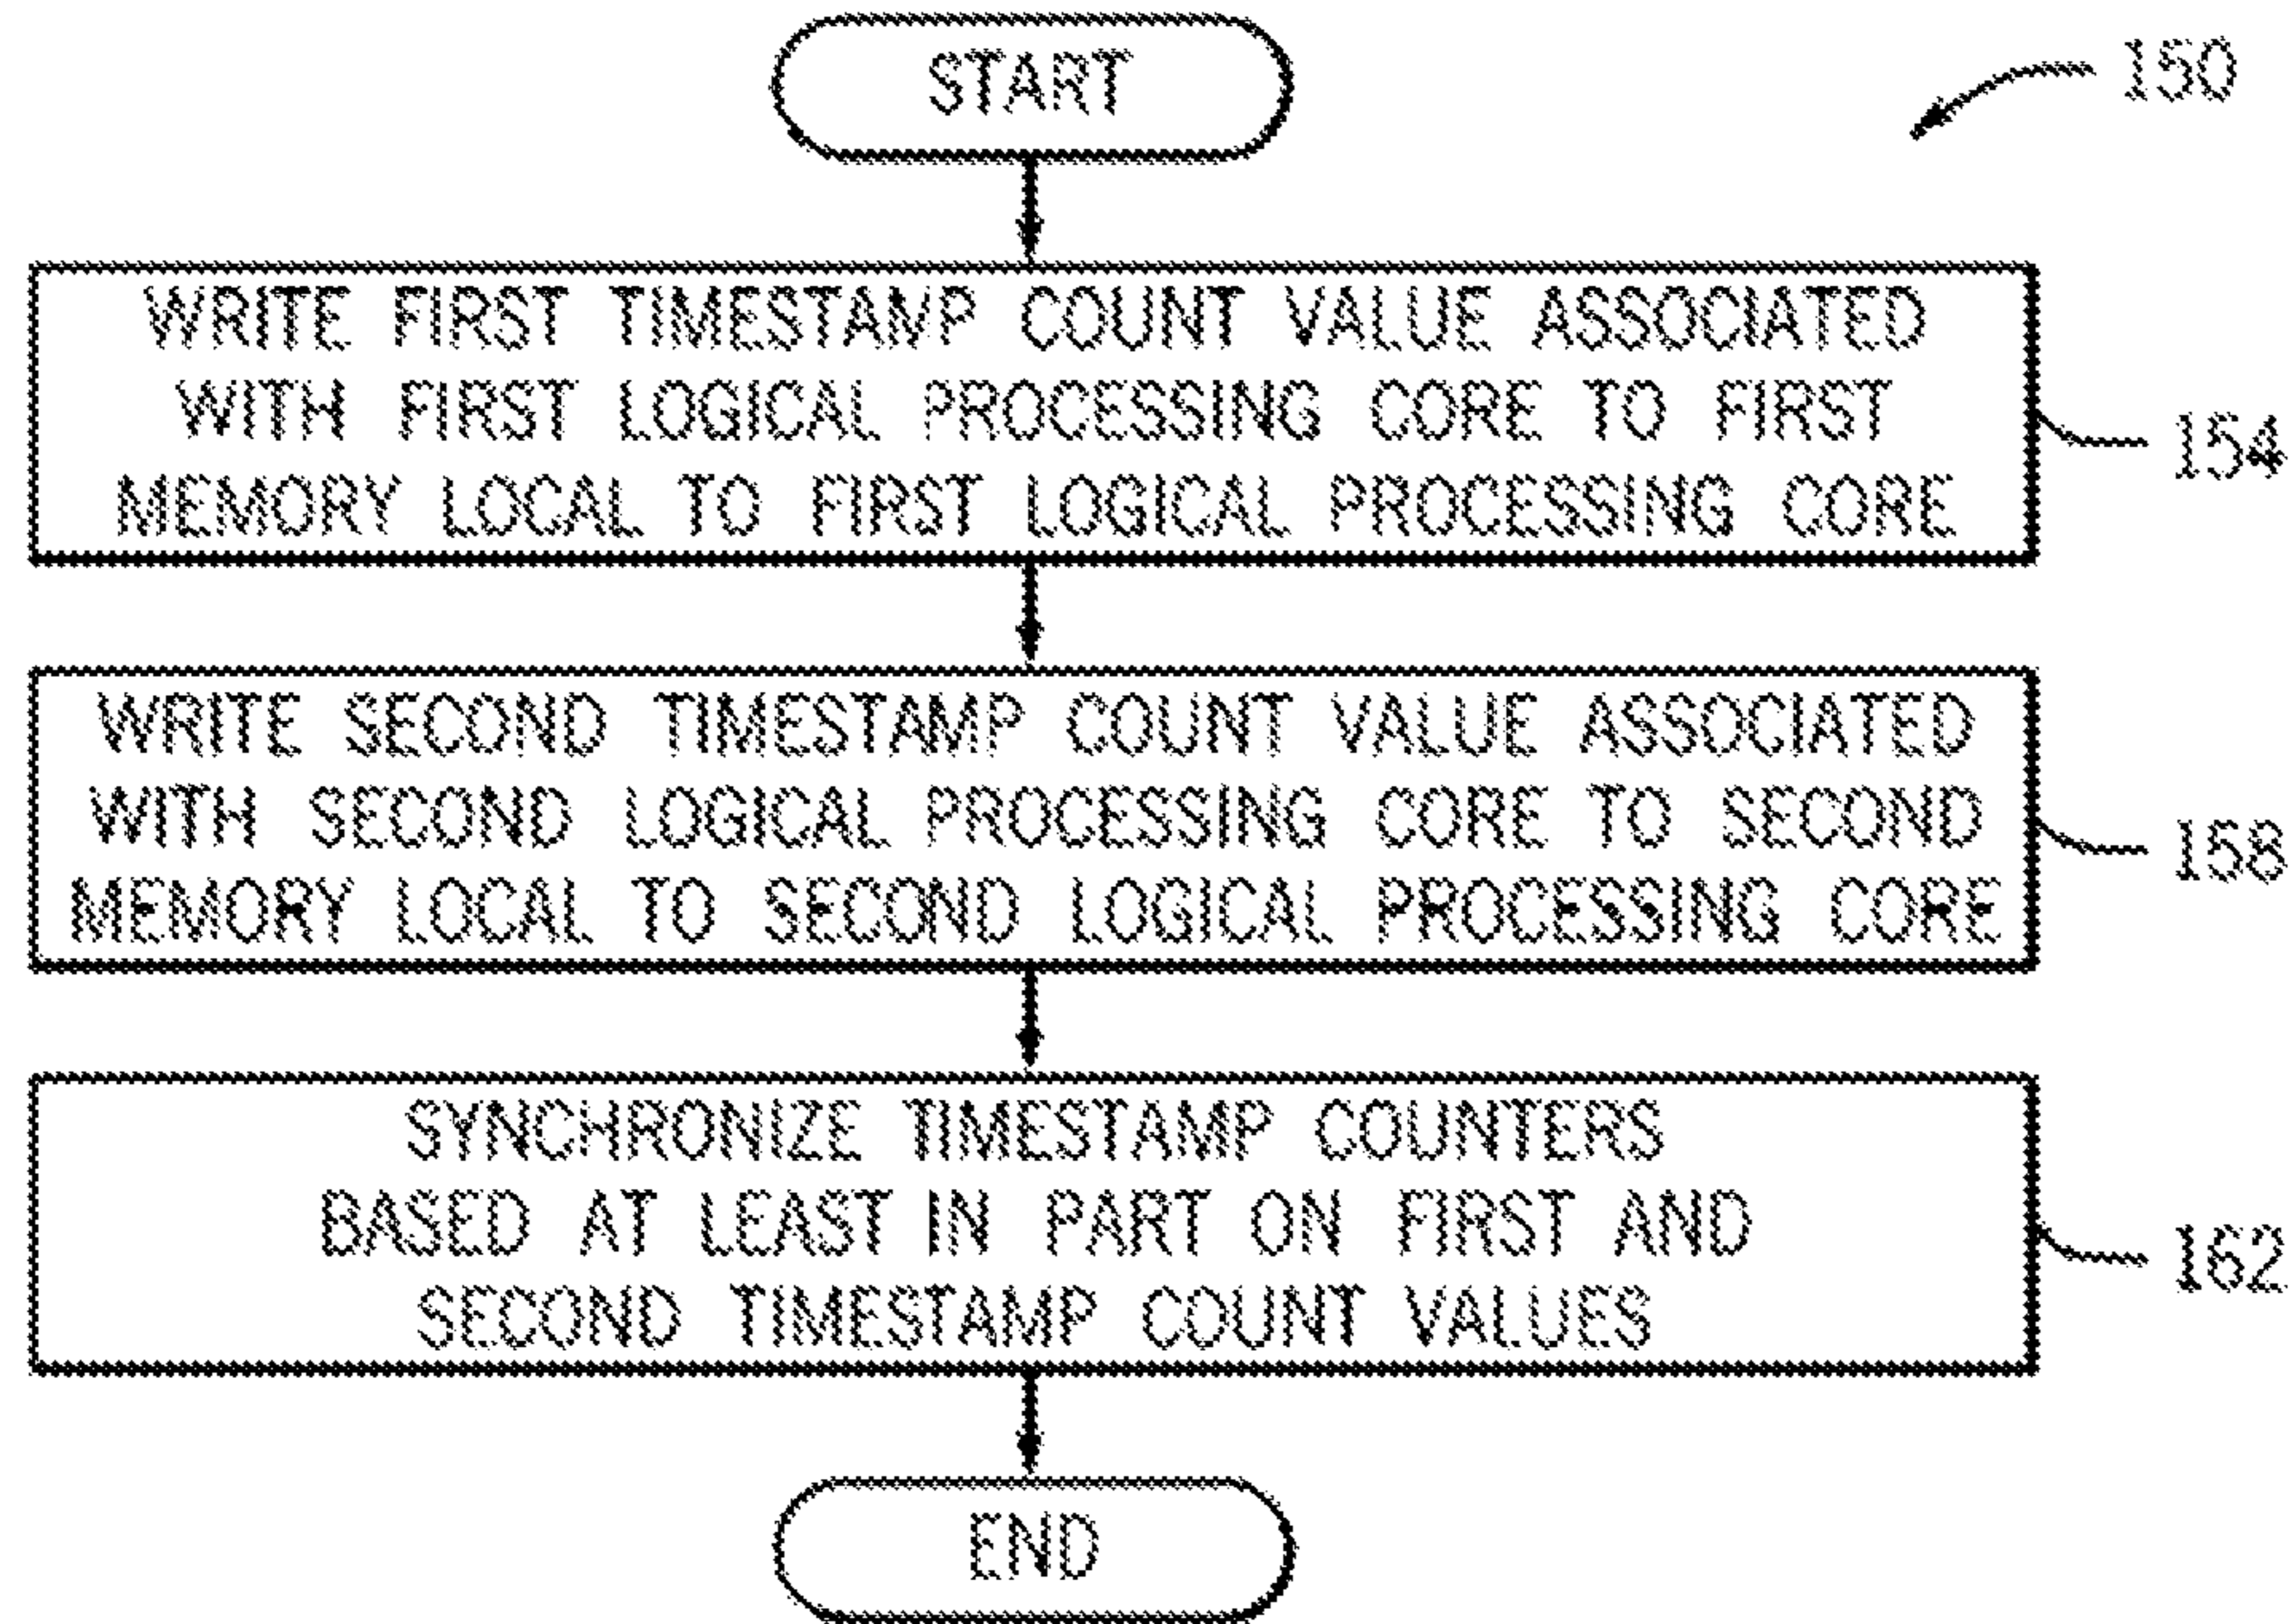 START
150
WRITE FIRST TIMESTAMP COUNT VALUE ASSOCIATED
WITH FIRST LOGICAL PROCESSING CORE TO FIRST
MEMORY LOCAL TO FIRST LOGICAL PROCESSING CORE
154
WRITE SECOND TIMESTAMP COUNT VALUE ASSOCIATED
WITH SECOND LOGICAL PROCESSING CORE TO SECOND
MEMORY LOCAL TO SECOND LOGICAL PROCESSING CORE
158
SYNCHRONIZE TIMESTAMP COUNTERS
BASED AT LEAST IN PART ON FIRST AND
SECOND TIMESTAMP COUNT VALUES
162
END